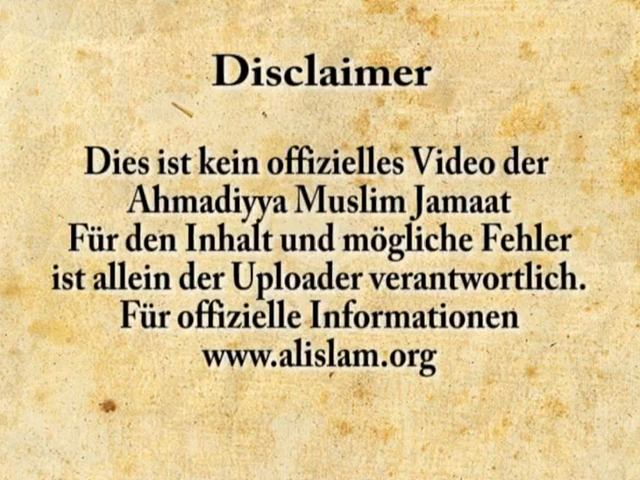 Disclaimer
Dies ist kein offizielles Video der
Ahmadiyya Muslim Jamaat
Für den Inhalt und mögliche Fehler
ist allein der Uploader verantwortlich.
Für offizielle Informationen
www.alislam.org